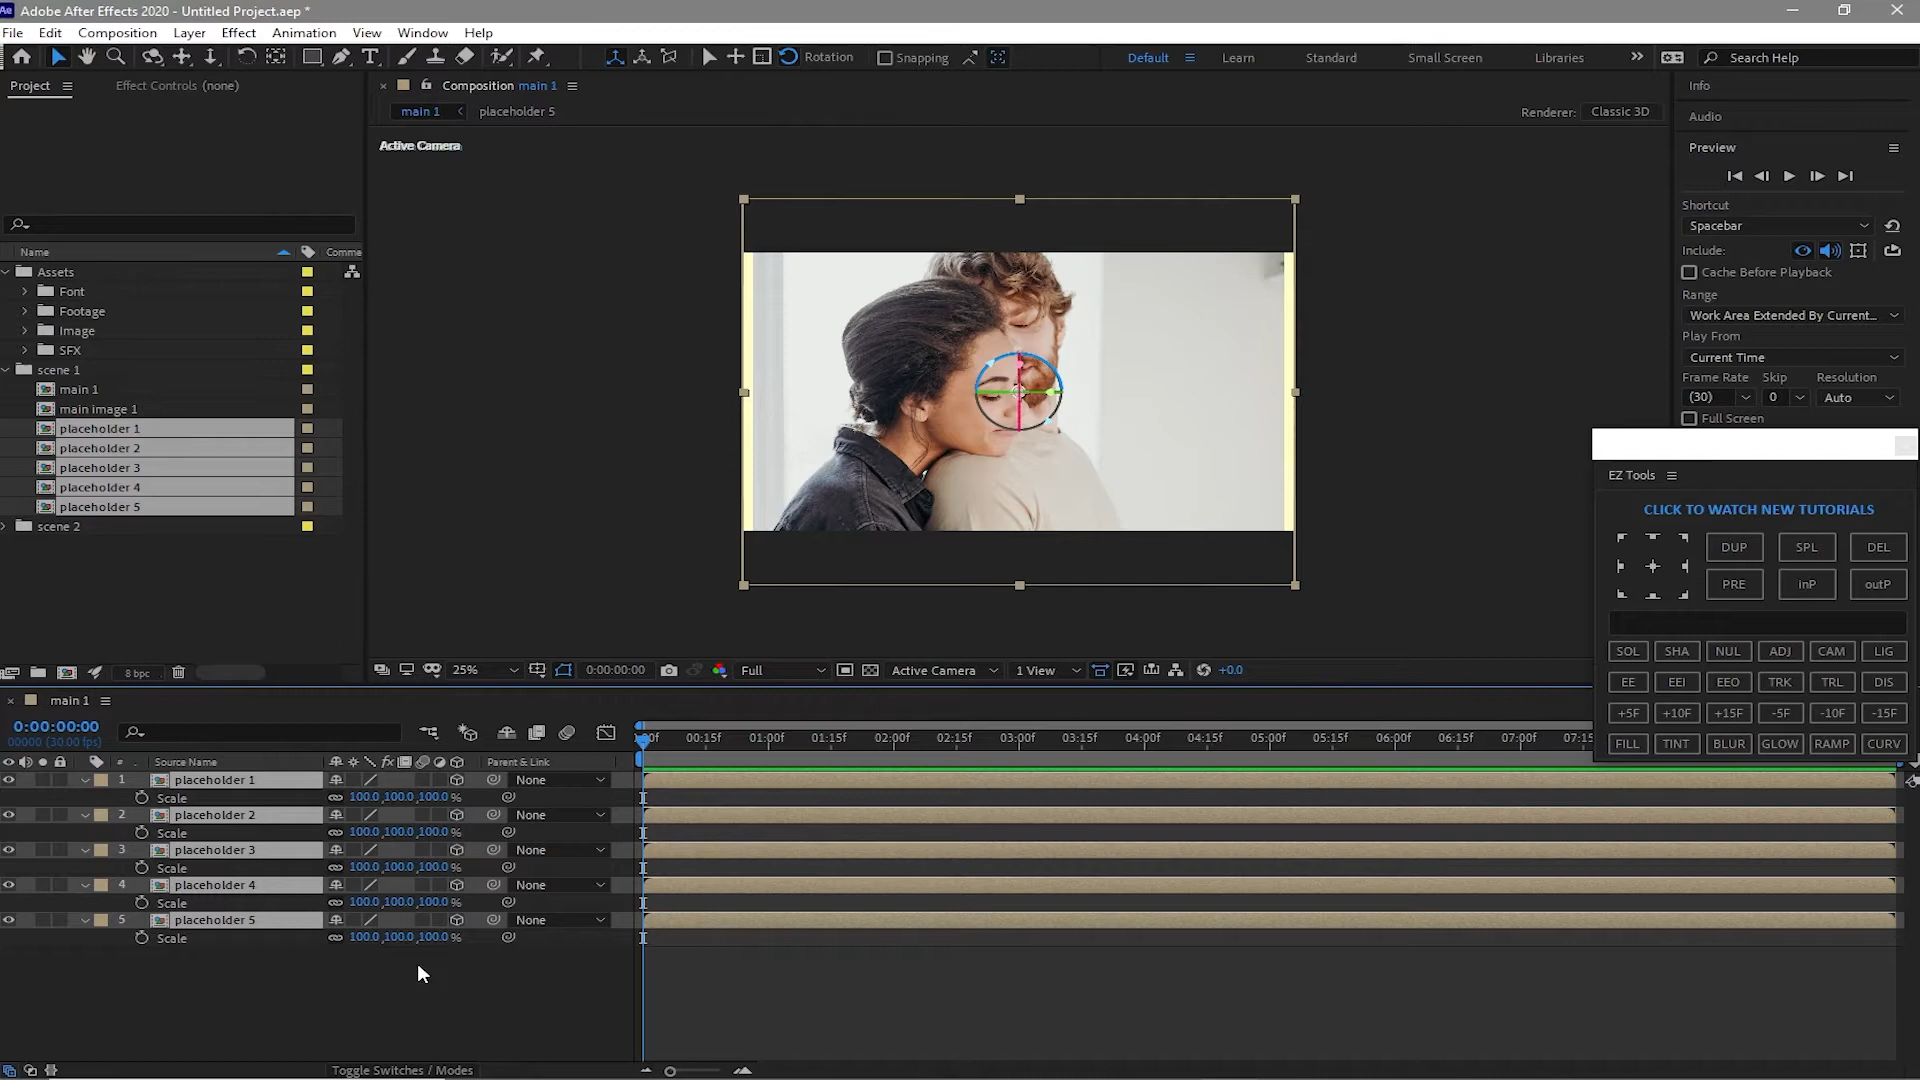 Ae Adobe After Effects 2020 - Untitled Project.aep *
File Edit Composition Layer Effect Animation View Window Help
Rotation Snapping Default Learn Standard Small Screen Libraries Search Help
Project Effect Controls (none)
Composition main 1
main 1 placeholder 5
Renderer: Classic 3D
Active Camera
Name Comme
Assets
Font
Footage
Image
SFX
scene 1
main 1
main image 1
placeholder 1
placeholder 2
placeholder 3
placeholder 4
placeholder 5
scene 2
8 bpc
25% 0:00:00:00 Full Active Camera 1 View +0.0
Info
Audio
Preview
Shortcut
Spacebar
Include:
Cache Before Playback
Range
Work Area Extended By Current...
Play From
Current Time
Frame Rate Skip Resolution
(30) 0 Auto
Full Screen
EZ Tools
CLICK TO WATCH NEW TUTORIALS
DUP SPL DEL
PRE inP outP
SOL SHA NUL ADJ CAM LIG
EE EEI EEO TRK TRL DIS
+5F +10F +15F -5F -10F -15F
FILL TINT BLUR GLOW RAMP CURV
main 1
0:00:00:00
00000 (30.00 fps)
00:15f 01:00f 01:15f 02:00f 02:15f 03:00f 03:15f 04:00f 04:15f 05:00f 05:15f 06:00f 06:15f 07:00f
# Source Name fx Parent & Link
1 placeholder 1 None
Scale 100.0,100.0,100.0 %
2 placeholder 2 None
Scale 100.0,100.0,100.0 %
3 placeholder 3 None
Scale 100.0,100.0,100.0 %
4 placeholder 4 None
Scale 100.0,100.0,100.0 %
5 placeholder 5 None
Scale 100.0,100.0,100.0 %
Toggle Switches / Modes